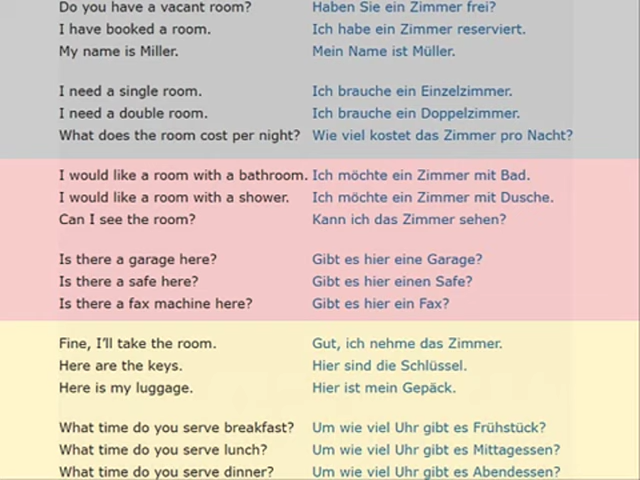 Do you have a vacant room? Haben Sie ein Zimmer frei?
I have booked a room. Ich habe ein Zimmer reserviert.
My name is Miller. Mein Name ist Müller.
I need a single room. Ich brauche ein Einzelzimmer.
I need a double room. Ich brauche ein Doppelzimmer.
What does the room cost per night? Wie viel kostet das Zimmer pro Nacht?
I would like a room with a bathroom. Ich möchte ein Zimmer mit Bad.
I would like a room with a shower. Ich möchte ein Zimmer mit Dusche.
Can I see the room? Kann ich das Zimmer sehen?
Is there a garage here? Gibt es hier eine Garage?
Is there a safe here? Gibt es hier einen Safe?
Is there a fax machine here? Gibt es hier ein Fax?
Fine, I’ll take the room. Gut, ich nehme das Zimmer.
Here are the keys. Hier sind die Schlüssel.
Here is my luggage. Hier ist mein Gepäck.
What time do you serve breakfast? Um wie viel Uhr gibt es Frühstück?
What time do you serve lunch? Um wie viel Uhr gibt es Mittagessen?
What time do you serve dinner? Um wie viel Uhr gibt es Abendessen?